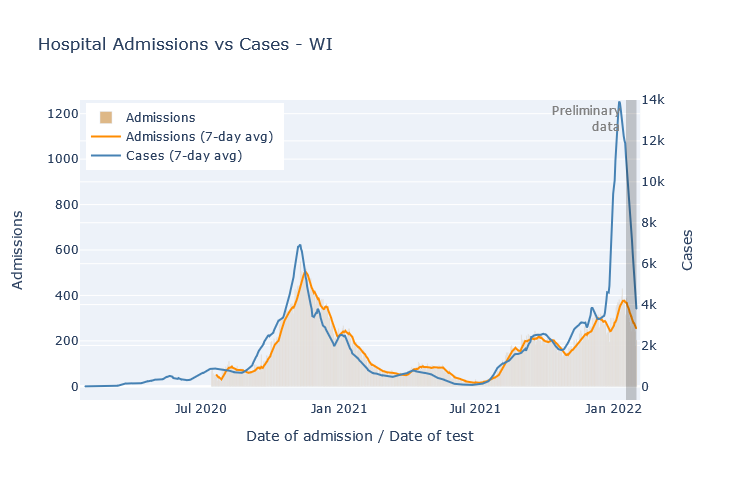 Hospital Admissions vs Cases - WI
Admissions
Admissions (7-day avg)
Cases (7-day avg)
Preliminary
data
1200
1000
800
600
400
200
0
14k
12k
10k
8k
6k
4k
2k
0
Admissions
Cases
Jul 2020
Jan 2021
Jul 2021
Jan 2022
Date of admission / Date of test